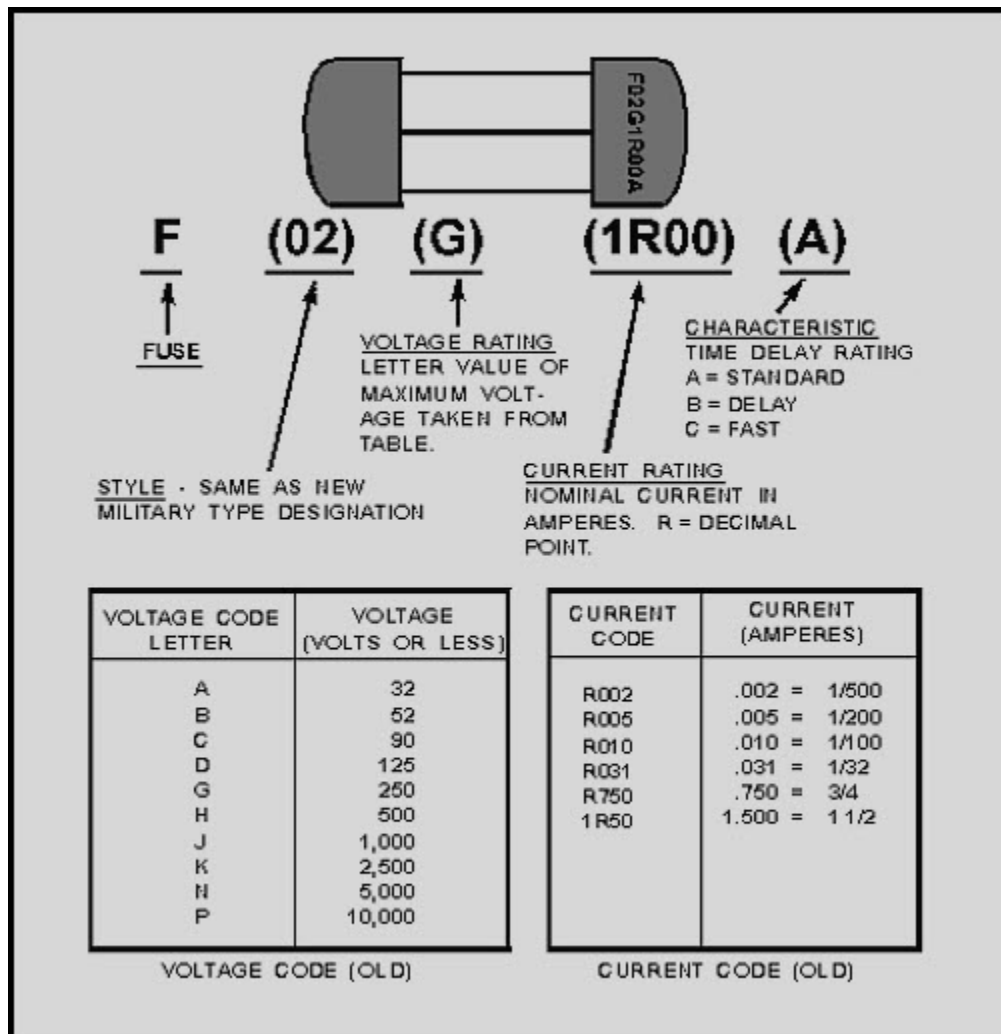 F02G1R00A
F (02) (G) (1R00) (A)
FUSE
VOLTAGE RATING
LETTER VALUE OF
MAXIMUM VOLT-
AGE TAKEN FROM
TABLE.
CHARACTERISTIC
TIME DELAY RATING
A = STANDARD
B = DELAY
C = FAST
STYLE - SAME AS NEW
MILITARY TYPE DESIGNATION
CURRENT RATING
NOMINAL CURRENT IN
AMPERES. R = DECIMAL
POINT.
VOLTAGE CODE
LETTER
VOLTAGE
(VOLTS OR LESS)
A 32
B 52
C 90
D 125
G 250
H 500
J 1,000
K 2,500
N 5,000
P 10,000
VOLTAGE CODE (OLD)
CURRENT
CODE
CURRENT
(AMPERES)
R002 .002 = 1/500
R005 .005 = 1/200
R010 .010 = 1/100
R031 .031 = 1/32
R750 .750 = 3/4
1R50 1.500 = 1 1/2
CURRENT CODE (OLD)